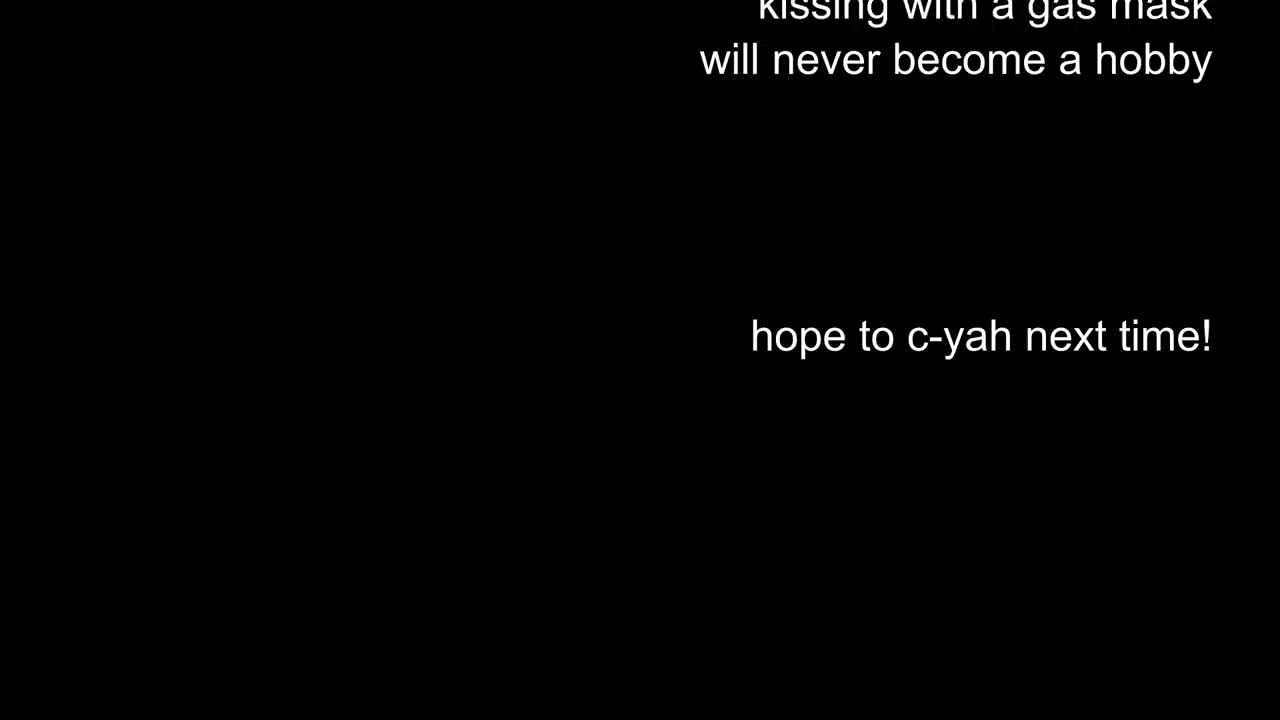 kissing with a gas mask
will never become a hobby
hope to c-yah next time!